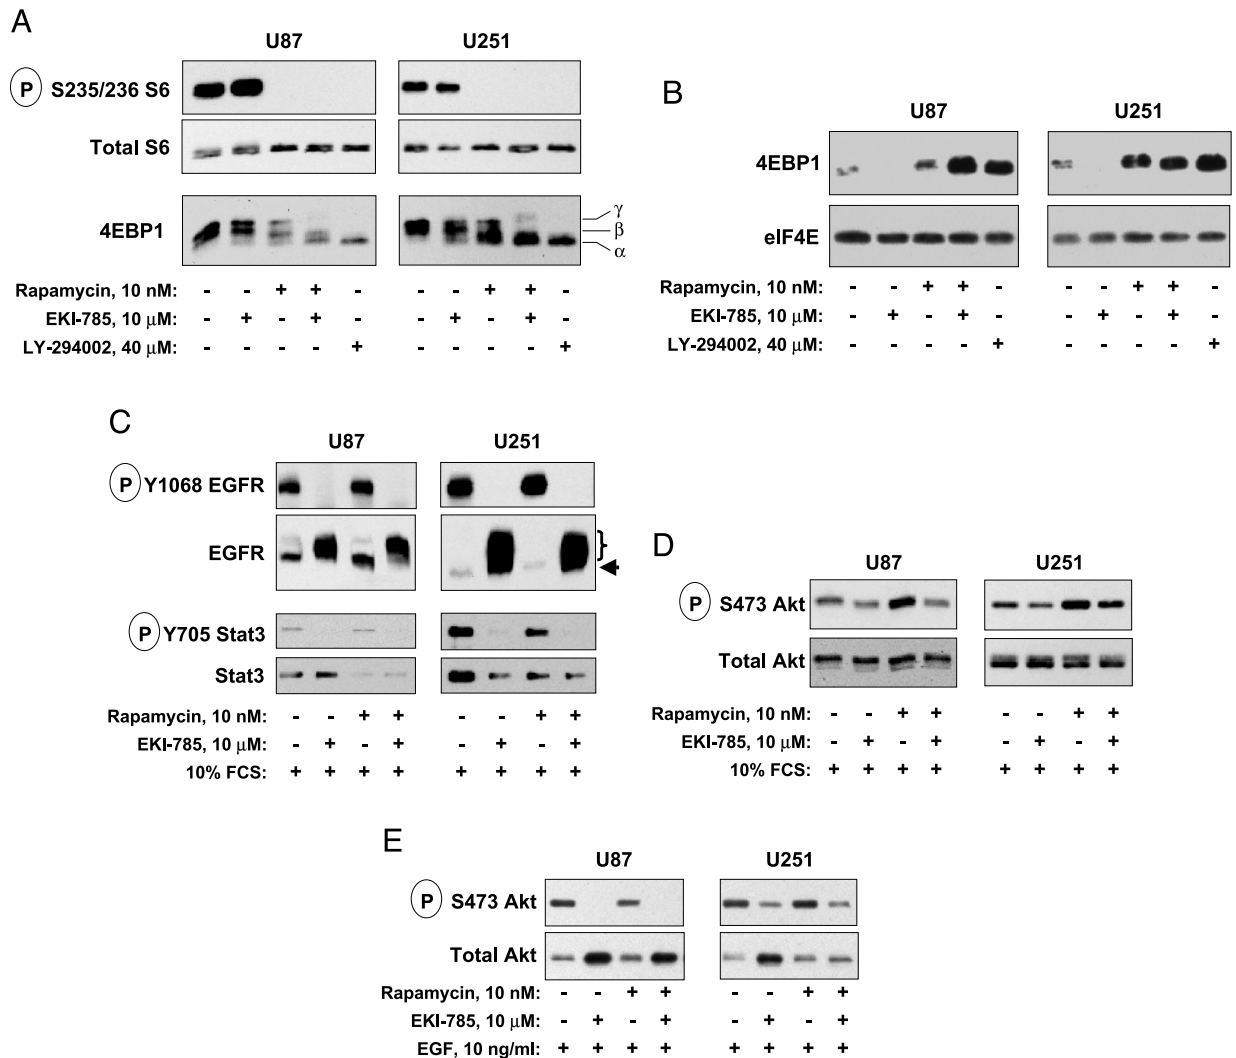 A
U87 U251
P S235/236 S6
Total S6
4EBP1
γ
β
α
Rapamycin, 10 nM: - - + + - - - + + -
EKI-785, 10 μM: - + - + - - + - + -
LY-294002, 40 μM: - - - - + - - - - +
B
U87 U251
4EBP1
eIF4E
Rapamycin, 10 nM: - - + + - - - + + -
EKI-785, 10 μM: - + - + - - + - + -
LY-294002, 40 μM: - - - - + - - - - +
C
U87 U251
P Y1068 EGFR
EGFR }
P Y705 Stat3
Stat3
Rapamycin, 10 nM: - - + + - - + +
EKI-785, 10 μM: - + - + - + - +
10% FCS: + + + + + + + +
D
U87 U251
P S473 Akt
Total Akt
Rapamycin, 10 nM: - - + + - - + +
EKI-785, 10 μM: - + - + - + - +
10% FCS: + + + + + + + +
E
U87 U251
P S473 Akt
Total Akt
Rapamycin, 10 nM: - - + + - - + +
EKI-785, 10 μM: - + - + - + - +
EGF, 10 ng/ml: + + + + + + + +